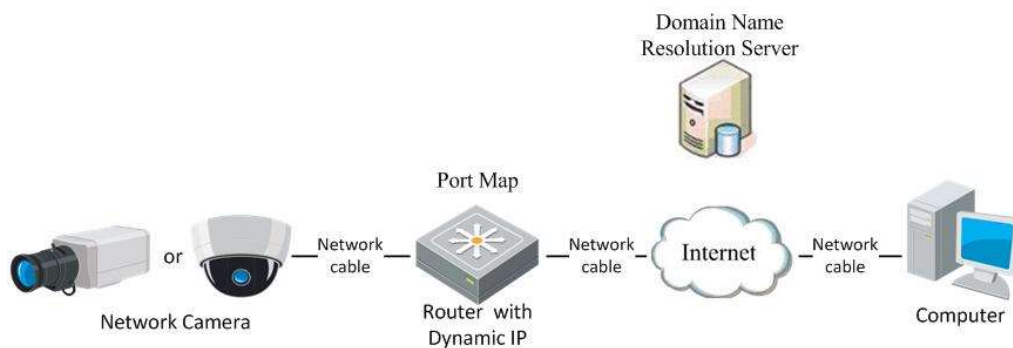 Domain Name
Resolution Server
Port Map
or
Network
cable
Network
cable
Internet
Network
cable
Network Camera
Router with
Dynamic IP
Computer